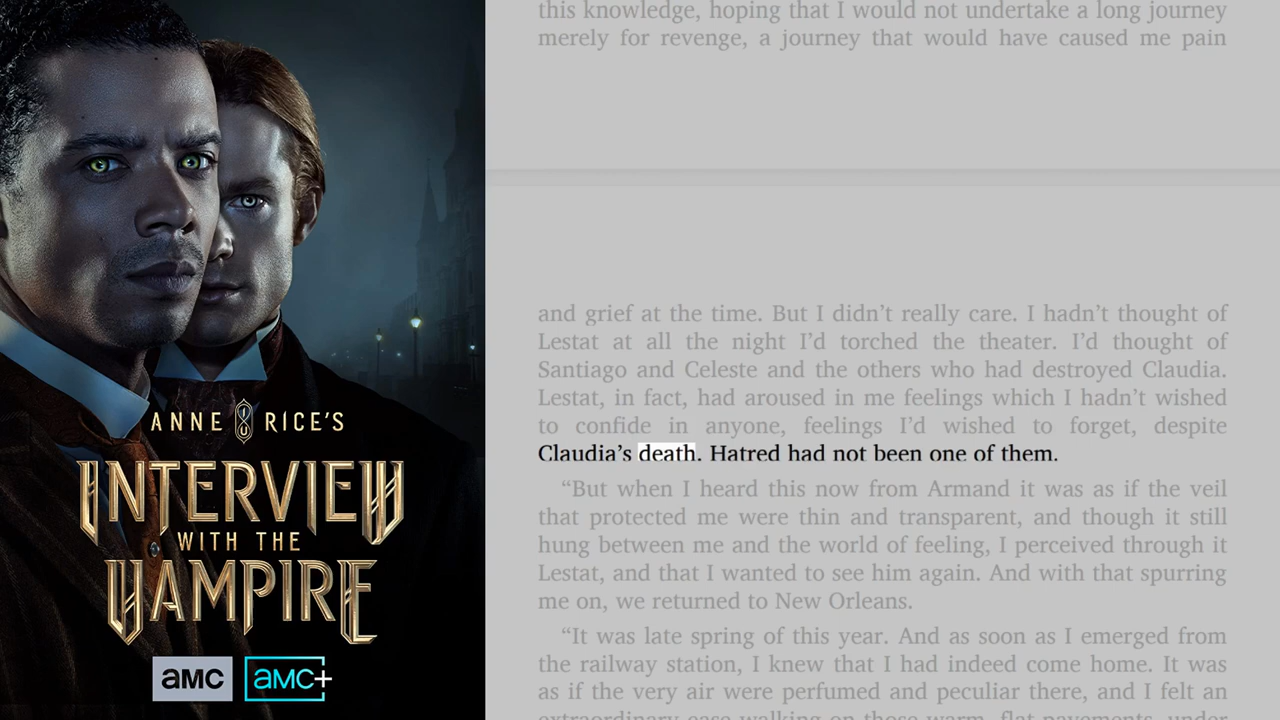 ANNE RICE'S
INTERVIEW
WITH THE
VAMPIRE
amc
amc+
this knowledge, hoping that I would not undertake a long journey
merely for revenge, a journey that would have caused me pain
and grief at the time. But I didn’t really care. I hadn’t thought of
Lestat at all the night I’d torched the theater. I’d thought of
Santiago and Celeste and the others who had destroyed Claudia.
Lestat, in fact, had aroused in me feelings which I hadn’t wished
to confide in anyone, feelings I’d wished to forget, despite
Claudia’s death. Hatred had not been one of them.
“But when I heard this now from Armand it was as if the veil
that protected me were thin and transparent, and though it still
hung between me and the world of feeling, I perceived through it
Lestat, and that I wanted to see him again. And with that spurring
me on, we returned to New Orleans.
“It was late spring of this year. And as soon as I emerged from
the railway station, I knew that I had indeed come home. It was
as if the very air were perfumed and peculiar there, and I felt an
extraordinary ease walking on those warm, flat pavements, under